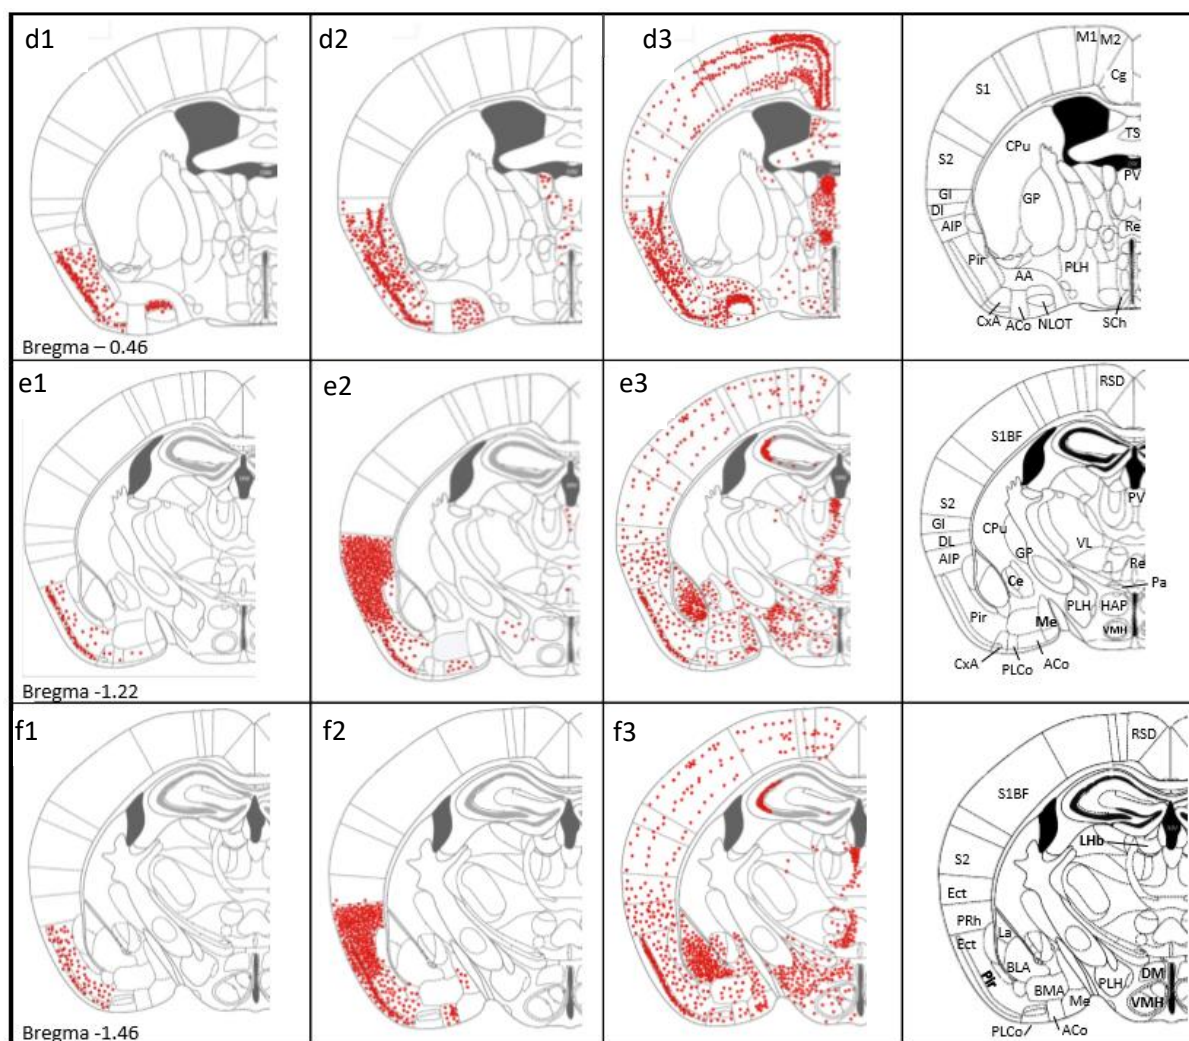 d1
d2
d3
M1
M2
Cg
S1
TS
CPu
S2
PV
GI
GP
DI
AIP
Re
Pir
PLH
AA
CxA
ACo
NLOT
SCh
Bregma – 0.46
e1
e2
e3
RSD
S1BF
S2
PV
GI
CPu
DL
VL
GP
AIP
Re
Ce
Pa
Pir
PLH
HAP
Me
VMH
CxA
PLCo
ACo
Bregma -1.22
f1
f2
f3
RSD
S1BF
LHb
S2
Ect
PRh
La
Ect
BLA
Pir
DM
PLH
BMA
Me
VMH
PLCo
ACo
Bregma -1.46